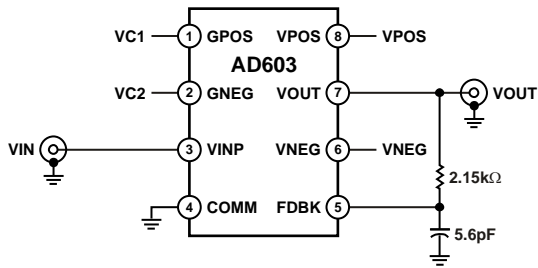 AD603
VC1 1 GPOS VPOS 8 VPOS
VC2 2 GNEG VOUT 7 VOUT
VIN 3 VINP VNEG 6 VNEG
4 COMM FDBK 5
2.15kΩ
5.6pF